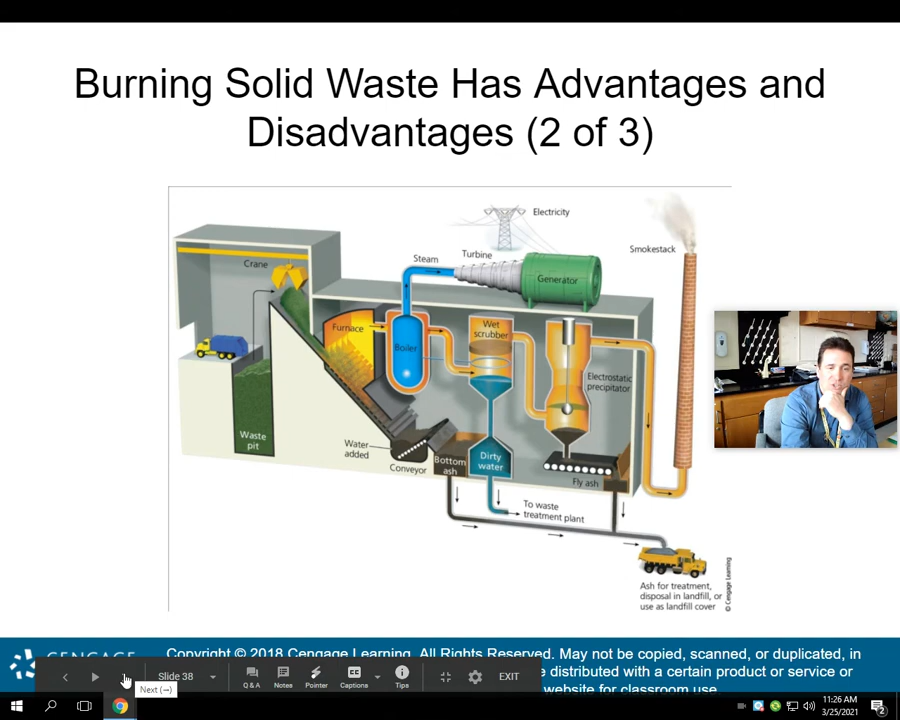 Burning Solid Waste Has Advantages and
Disadvantages (2 of 3)
Electricity
Smokestack
Turbine
Steam
Crane
Generator
Furnace
Wet
scrubber
Boiler
Electrostatic
precipitator
Waste
pit
Water
added
Conveyor
Bottom
ash
Dirty
water
Fly ash
To waste
treatment plant
Ash for treatment,
disposal in landfill, or
use as landfill cover
© Cengage Learning
CENGAGE
Copyright © 2018 Cengage Learning. All Rights Reserved. May not be copied, scanned, or duplicated, in
e distributed with a certain product or service or
website for classroom use.
Slide 38
Q & A
Notes
Pointer
Captions
Tips
EXIT
Next (→)
11:26 AM
3/25/2021
2